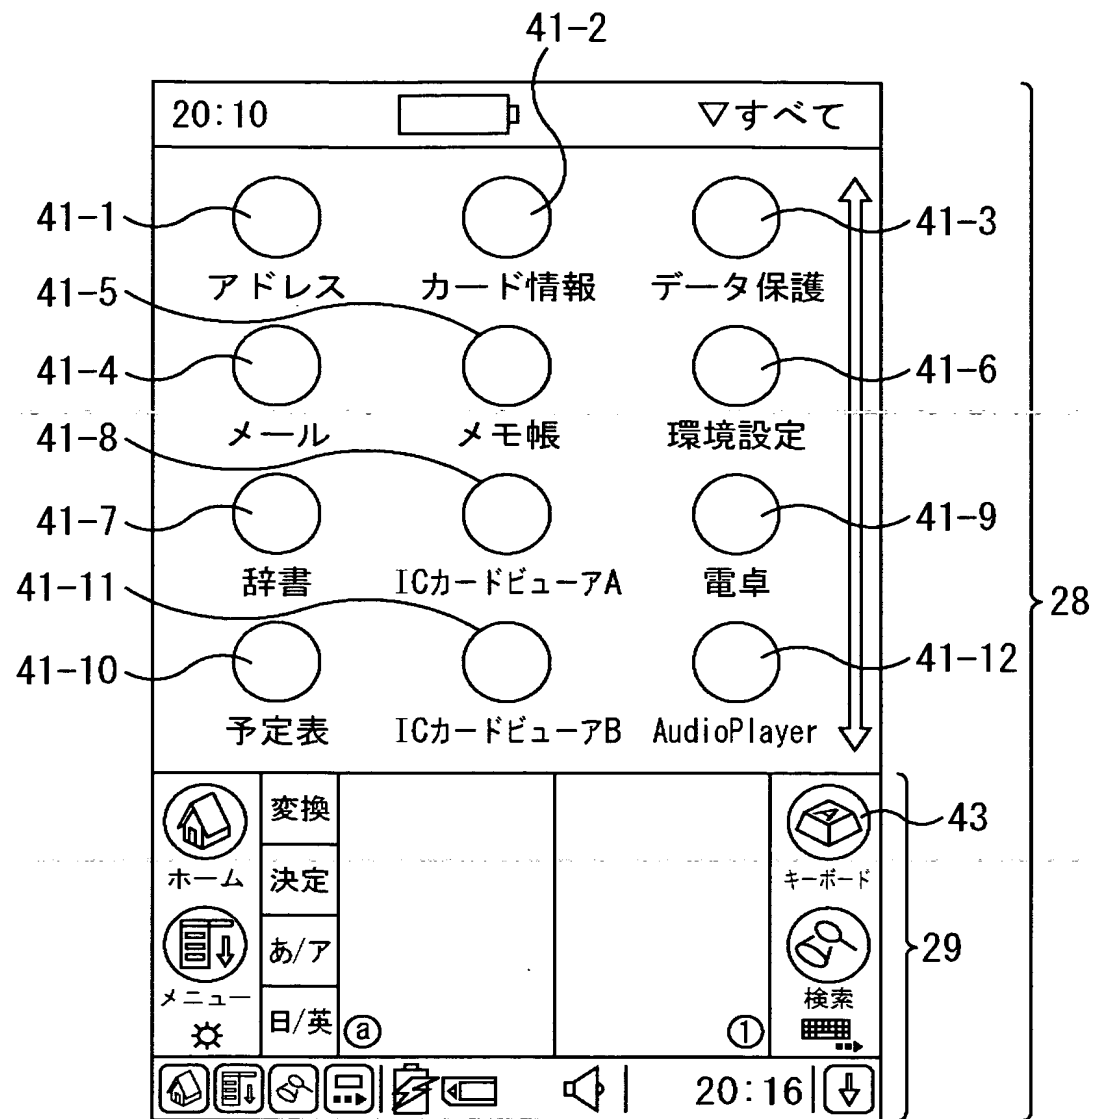 41-2
20:10 ▽すべて
41-1 41-3
アドレス カード情報 データ保護
41-5
41-4 41-6
メール メモ帳 環境設定
41-8
41-7 41-9
辞書 ICカードビューアA 電卓
41-11
28
41-10 41-12
予定表 ICカードビューアB AudioPlayer
変換
43
ホーム 決定 キーボード
あ/ア 29
メニュー 検索
日/英 ⓐ ①
20:16